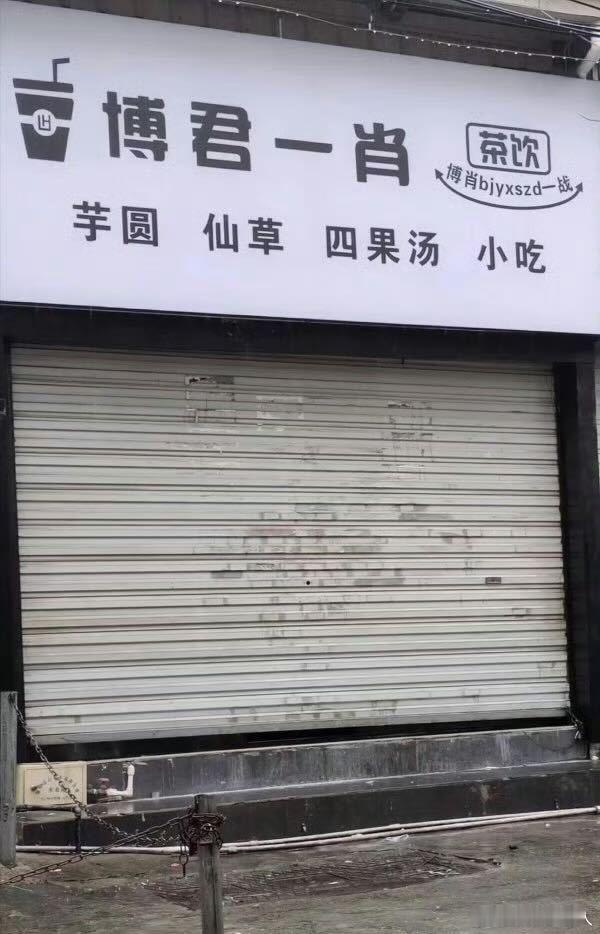 博君一肖
茶饮
博肖bjyxszd一战
芋圆 仙草 四果汤 小吃